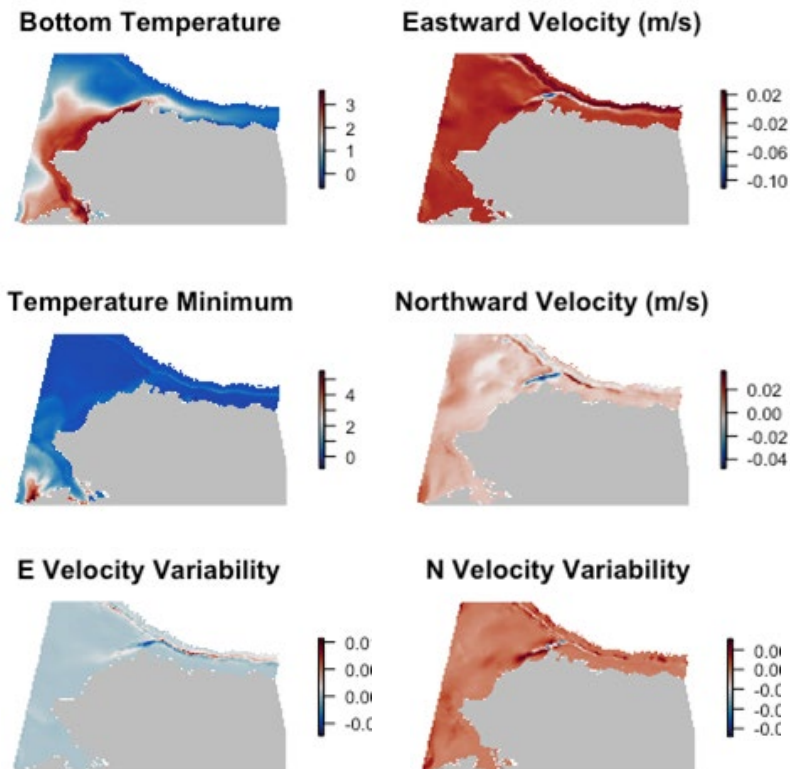 Bottom Temperature
3
2
1
0
Eastward Velocity (m/s)
0.02
-0.02
-0.06
-0.10
Temperature Minimum
4
2
0
Northward Velocity (m/s)
0.02
0.00
-0.02
-0.04
E Velocity Variability
N Velocity Variability